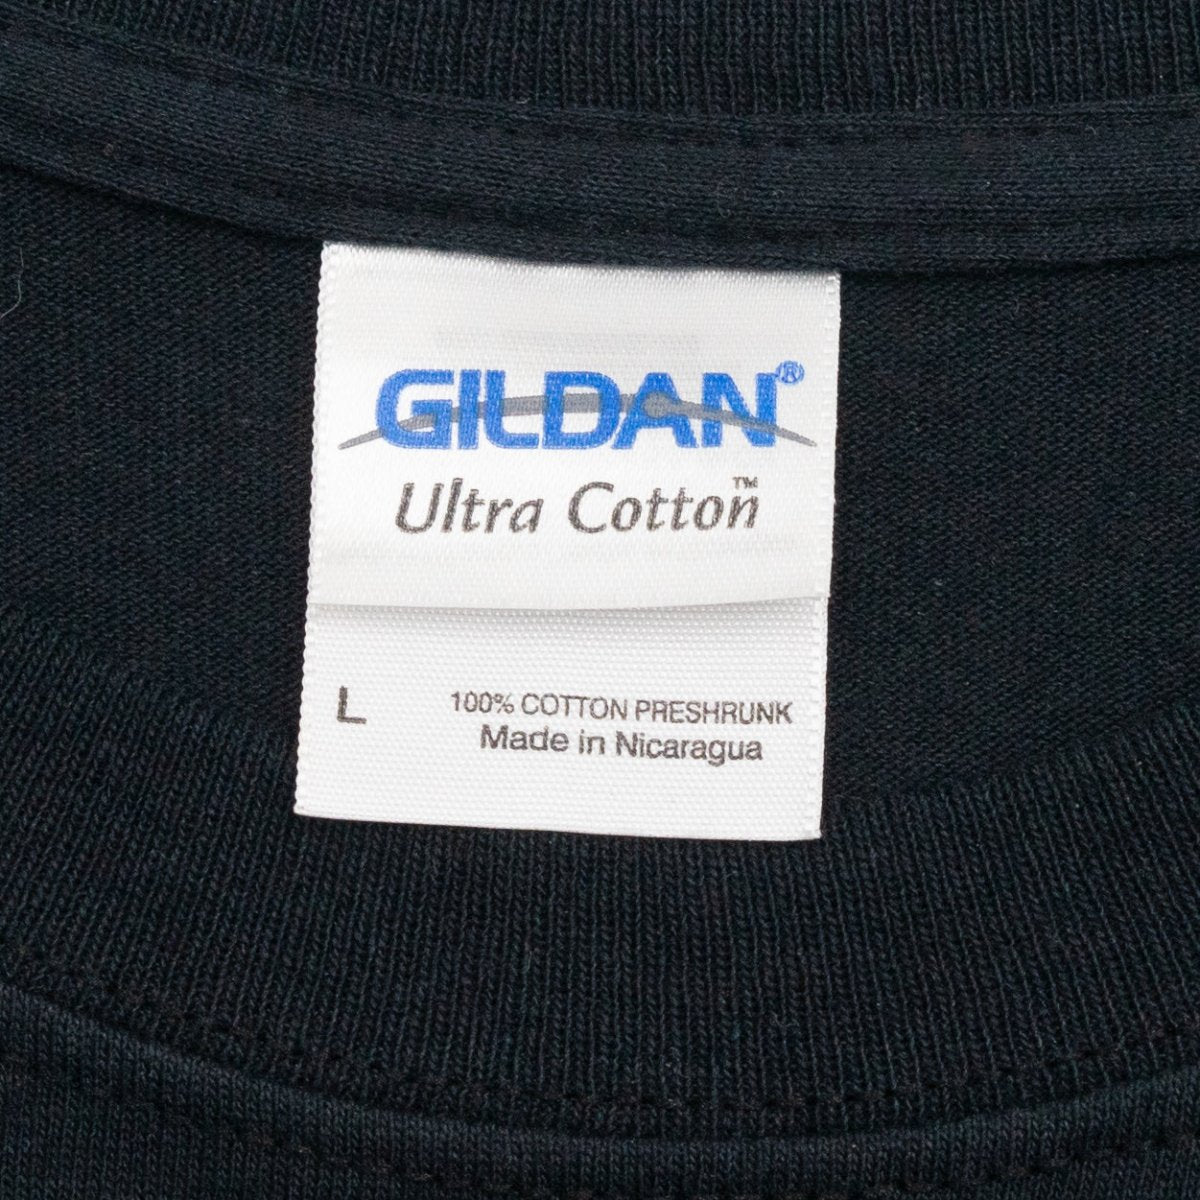 GILDAN®
Ultra Cotton™
L 100% COTTON PRESHRUNK
Made in Nicaragua